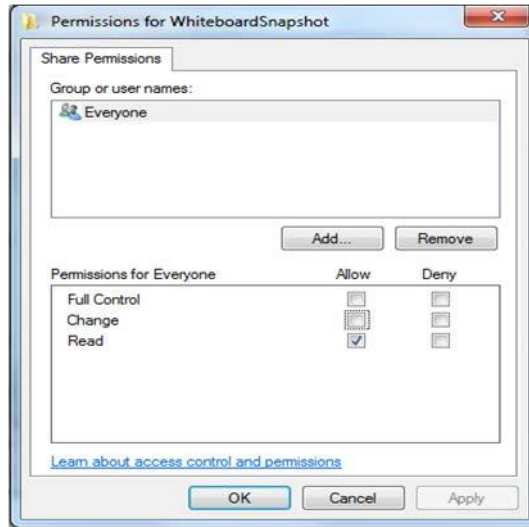 Permissions for WhiteboardSnapshot
Share Permissions
Group or user names:
Everyone
Add... Remove
Permissions for Everyone Allow Deny
Full Control
Change
Read
Learn about access control and permissions
OK Cancel Apply